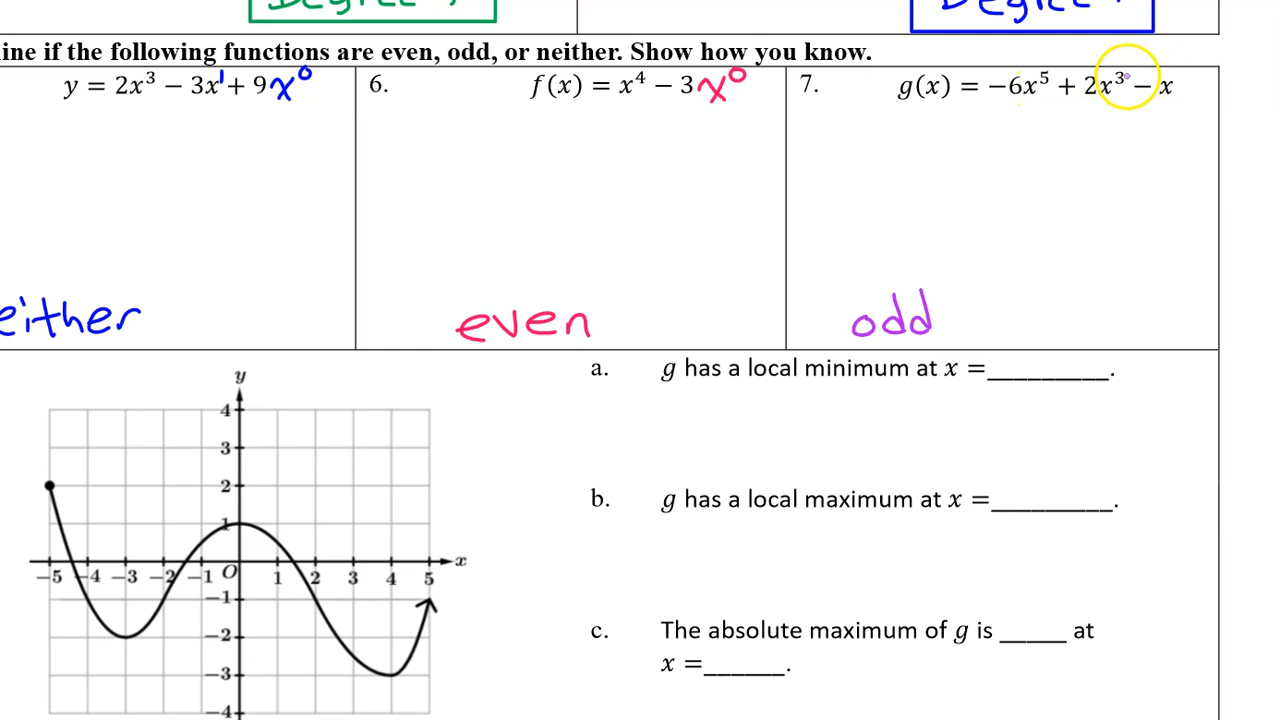 Degree
Degree
ine if the following functions are even, odd, or neither. Show how you know.
y = 2x³ − 3x¹ + 9x⁰
6. f(x) = x⁴ − 3x⁰
7. g(x) = −6x⁵ + 2x³ − x
either
even
odd
a. g has a local minimum at x =_________.
b. g has a local maximum at x =_________.
c. The absolute maximum of g is _____ at
x =______.
y
4
3
2
1
−5 −4 −3 −2 −1 O 1 2 3 4 5 x
−1
−2
−3
−4